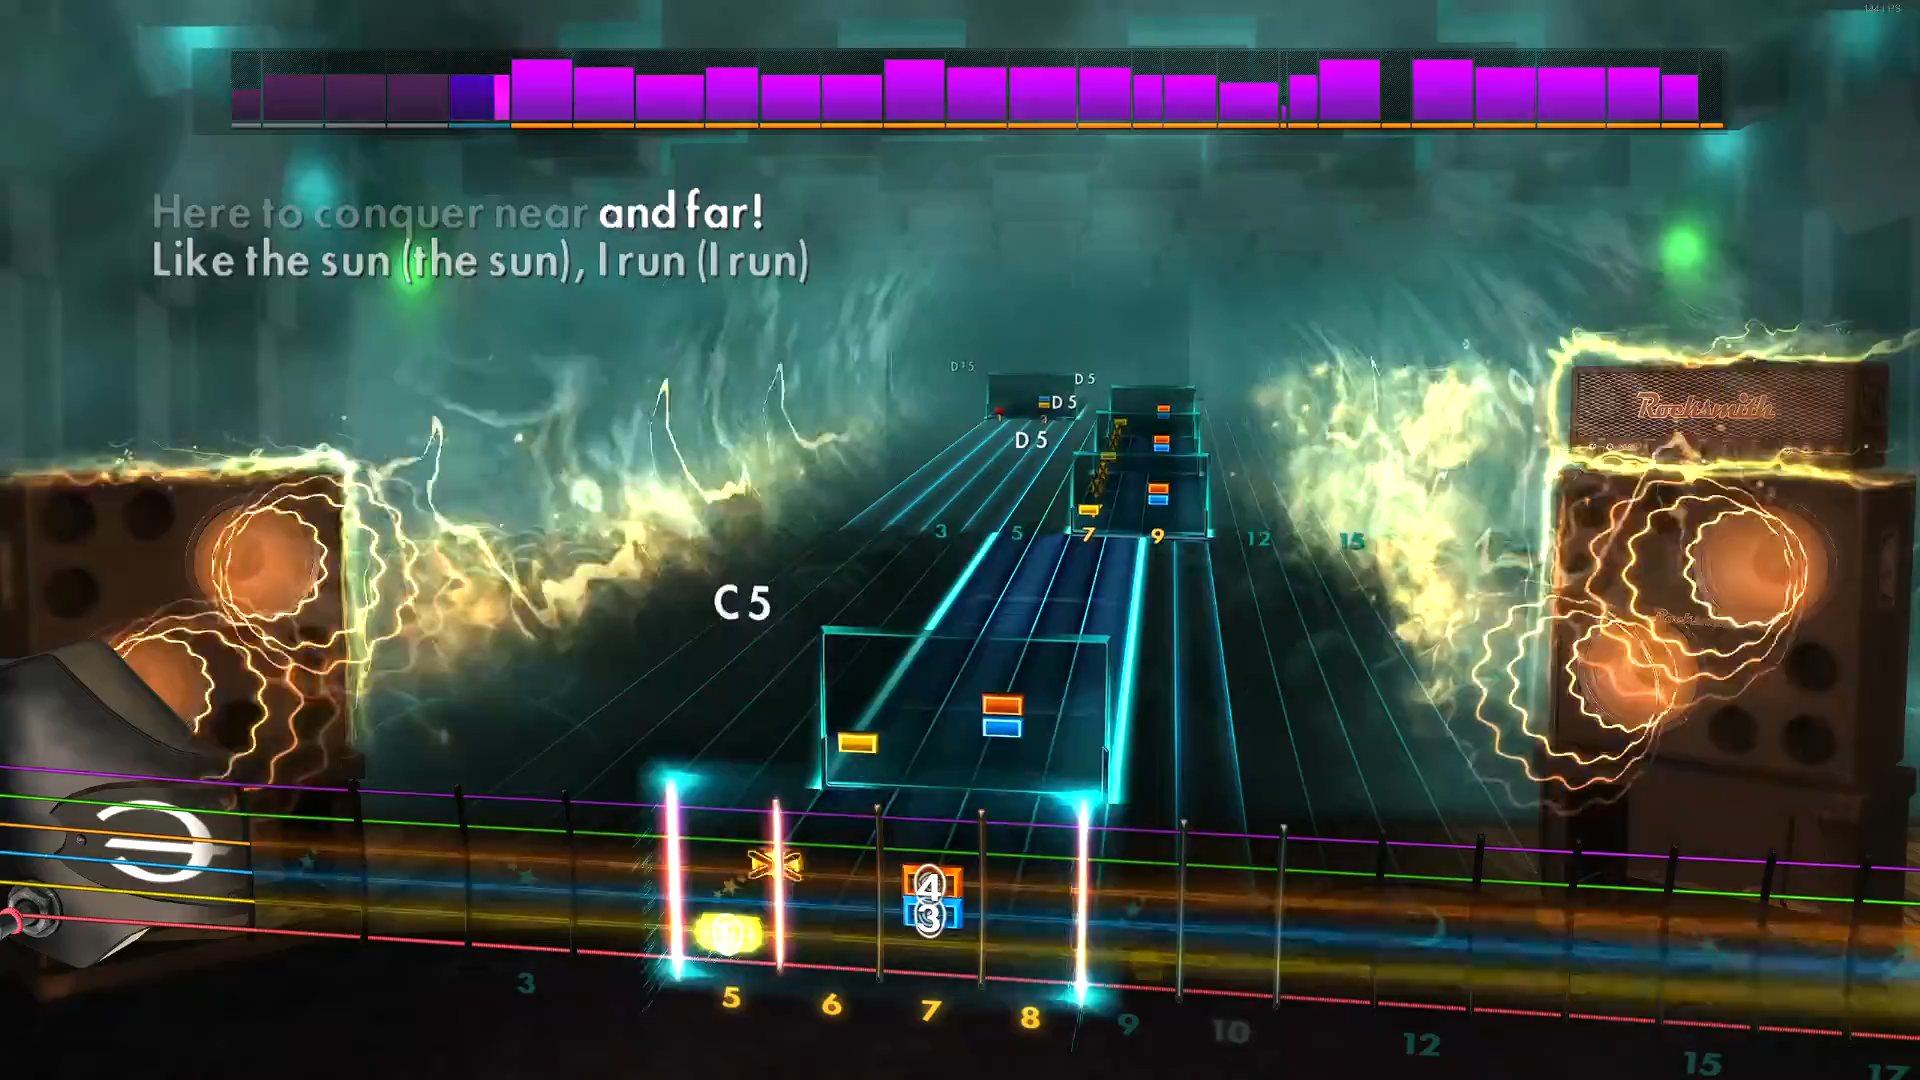 Here to conquer near and far!
Like the sun (the sun), I run (I run)
D 5
D 5
D 5
Rocksmith
3 5 7 9 12 15
C 5
4
3
3 5 6 7 8 9 10 12 15 17